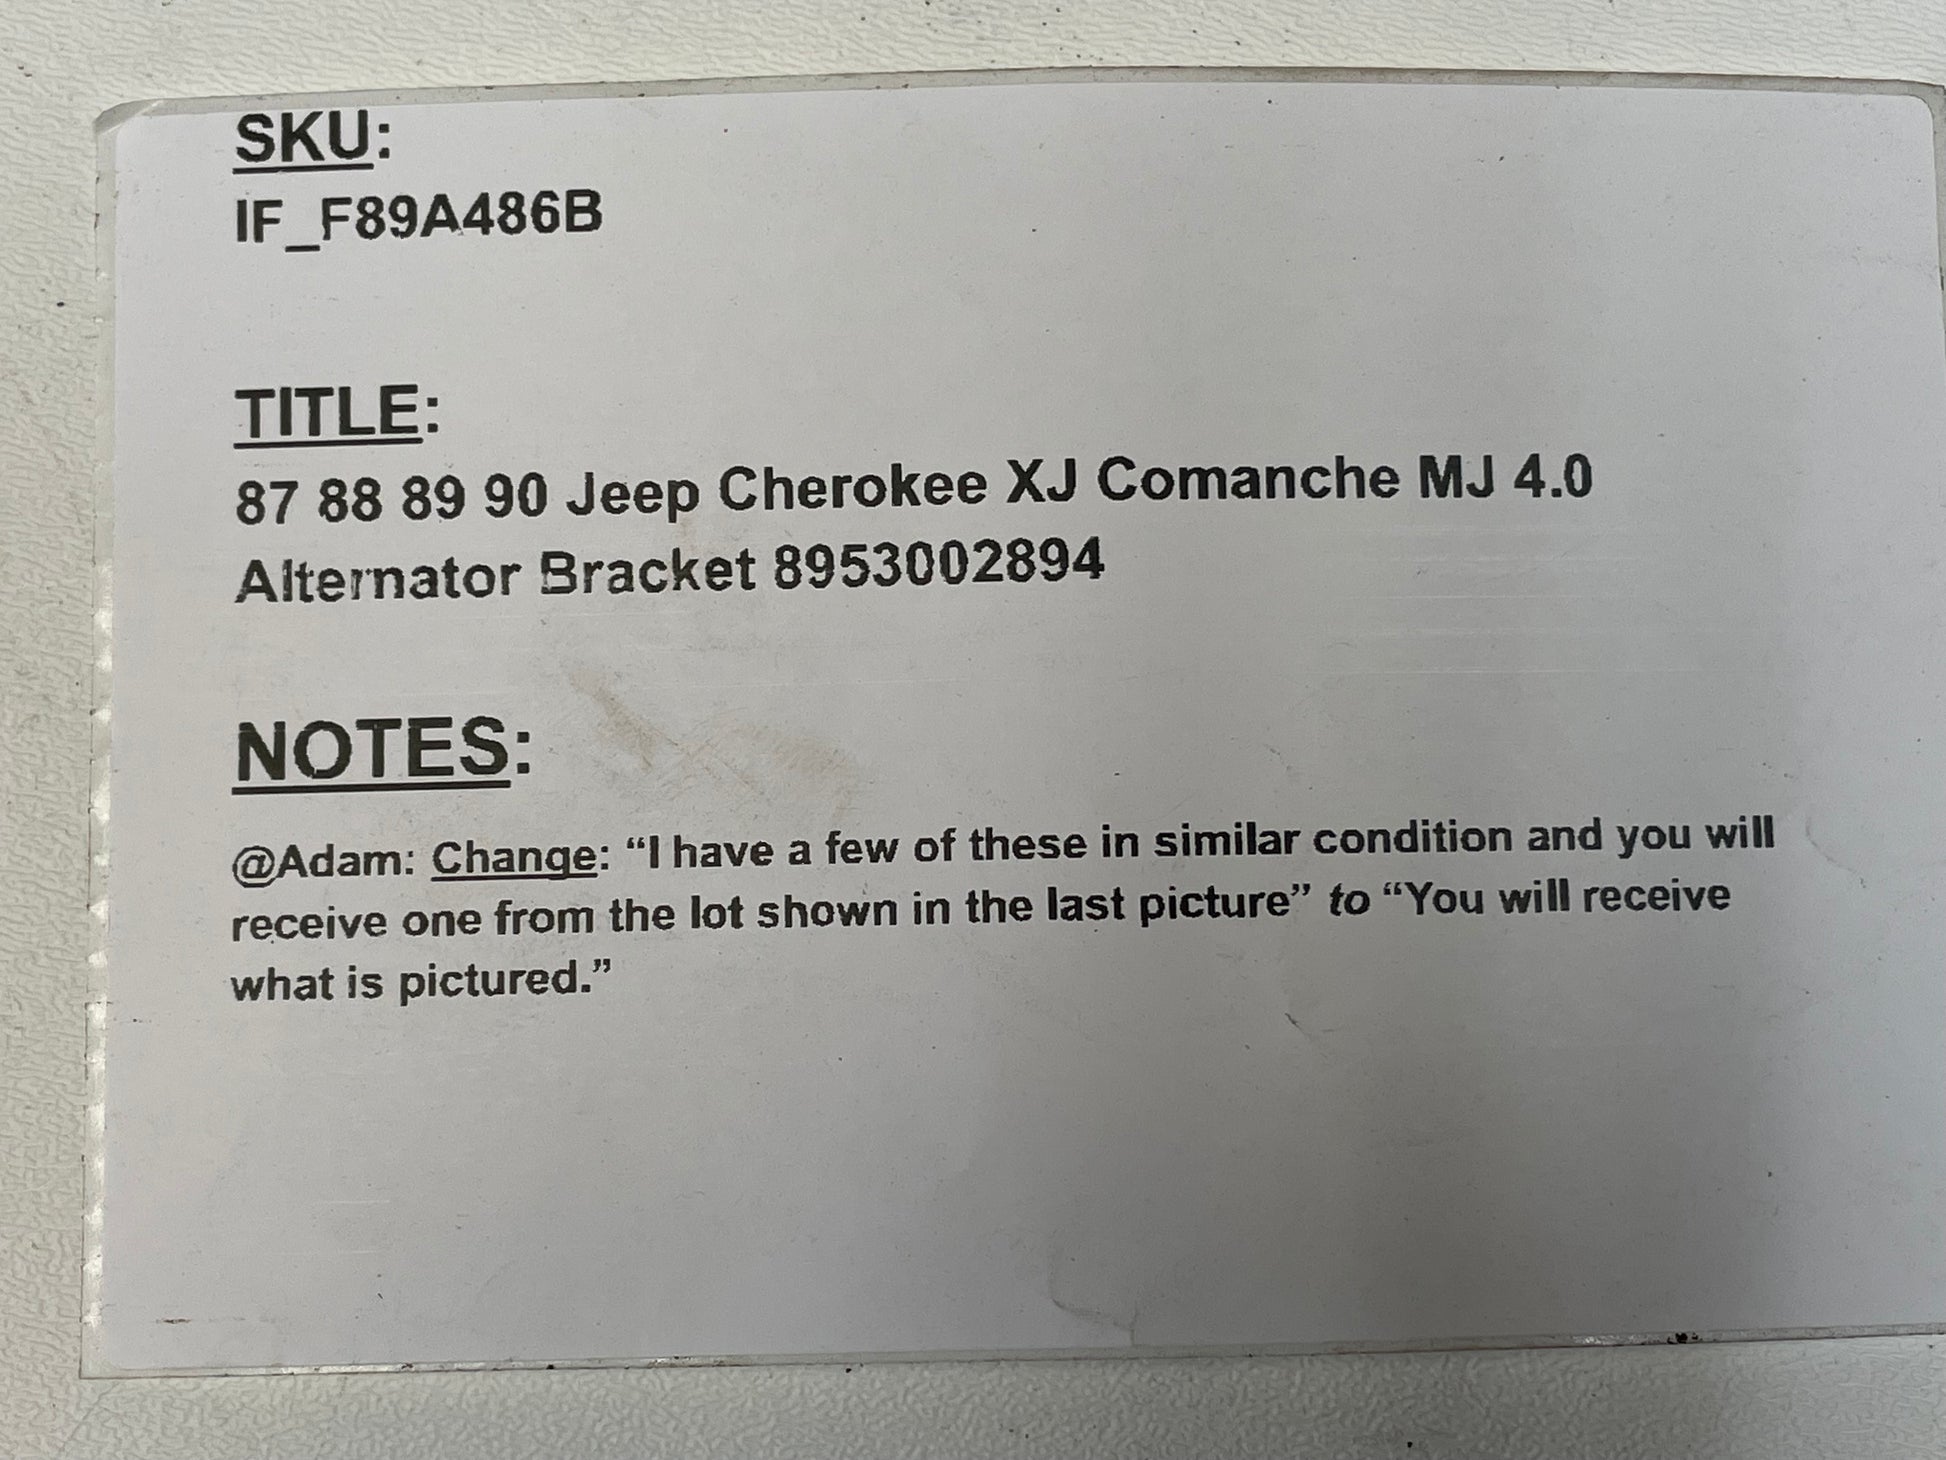 SKU:
IF_F89A486B
TITLE:
87 88 89 90 Jeep Cherokee XJ Comanche MJ 4.0
Alternator Bracket 8953002894
NOTES:
@Adam: Change: “I have a few of these in similar condition and you will
receive one from the lot shown in the last picture” to “You will receive
what is pictured.”